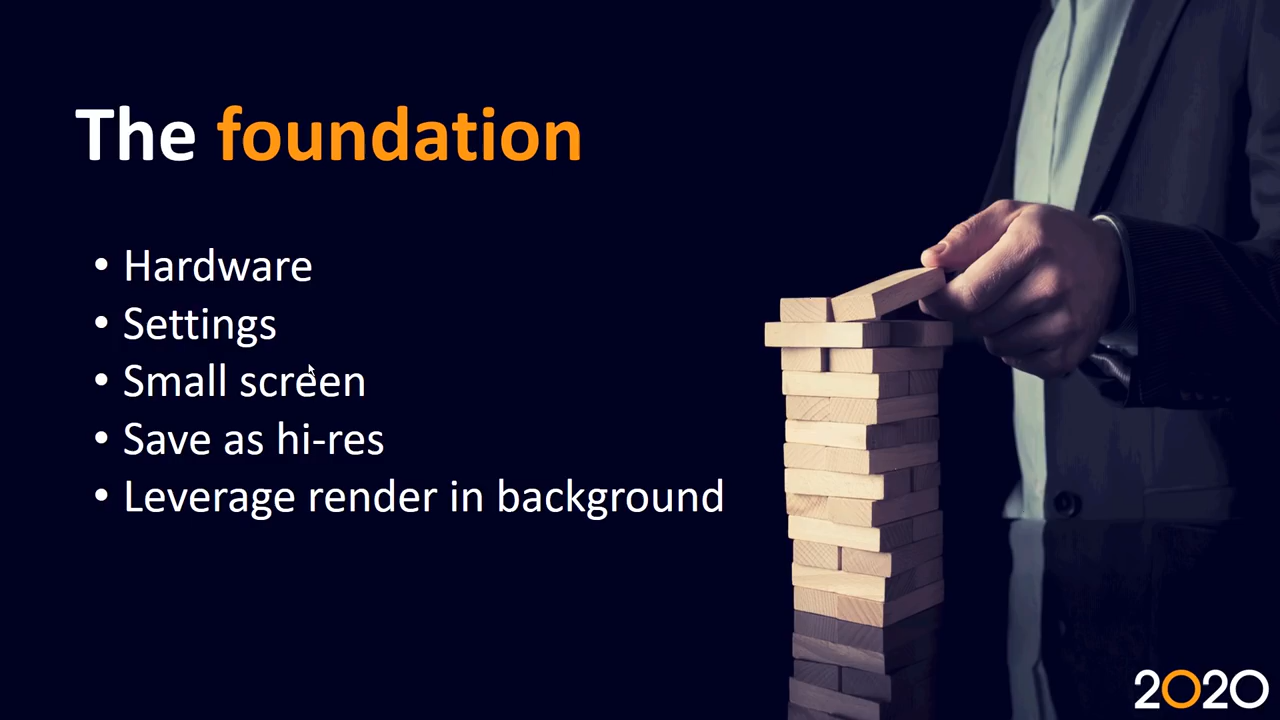 The foundation
• Hardware
• Settings
• Small screen
• Save as hi-res
• Leverage render in background
2020